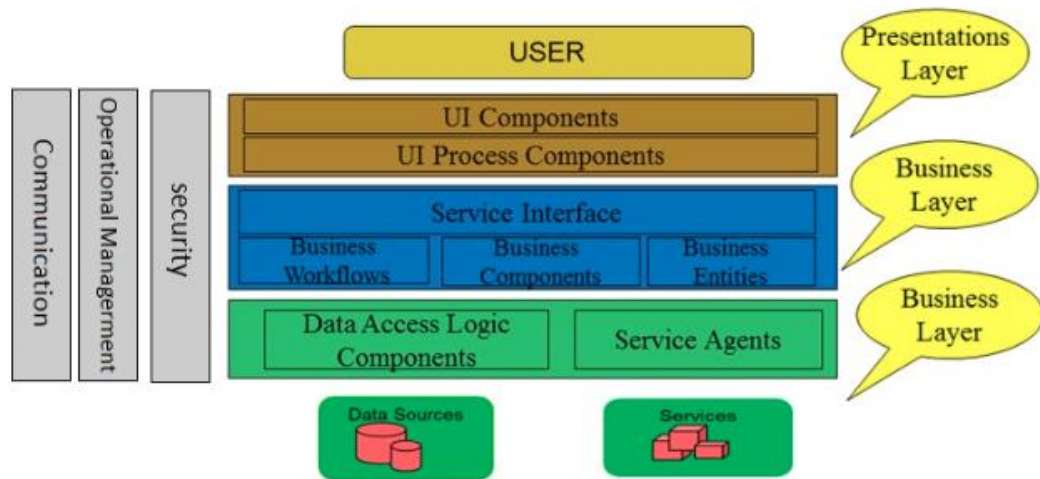 USER
Presentations
Layer
Communication
Operational Managerment
security
UI Components
UI Process Components
Business
Layer
Service Interface
Business
Workflows
Business
Components
Business
Entities
Business
Layer
Data Access Logic
Components
Service Agents
Data Sources
Services